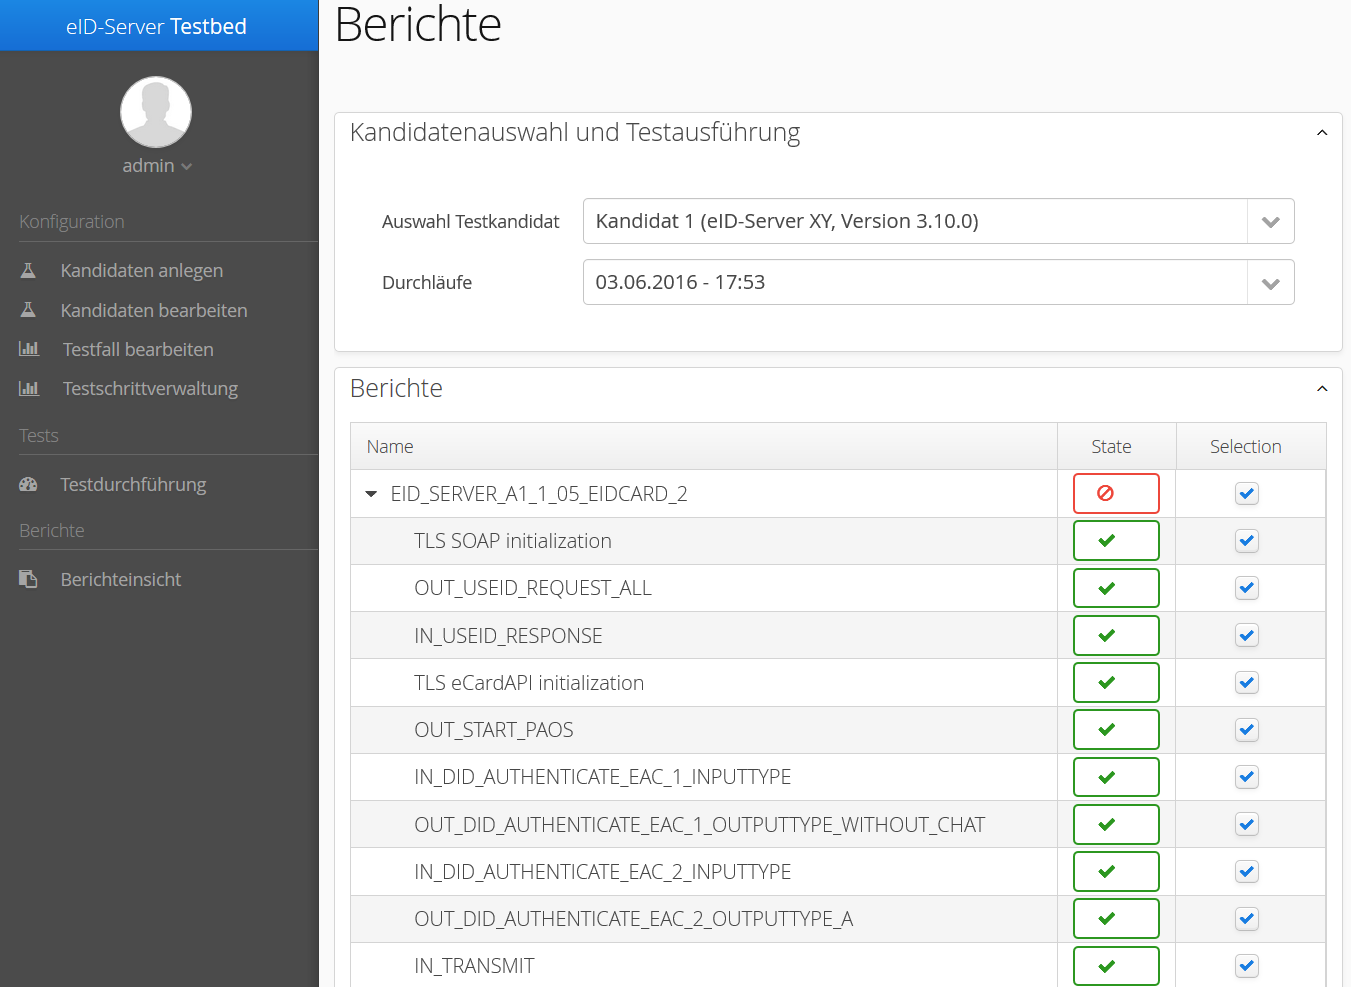 eID-Server Testbed
admin
Konfiguration
Kandidaten anlegen
Kandidaten bearbeiten
Testfall bearbeiten
Testschrittverwaltung
Tests
Testdurchführung
Berichte
Berichteinsicht
Berichte
Kandidatenauswahl und Testausführung
Auswahl Testkandidat Kandidat 1 (eID-Server XY, Version 3.10.0)
Durchläufe 03.06.2016 - 17:53
Berichte
Name State Selection
EID_SERVER_A1_1_05_EIDCARD_2
TLS SOAP initialization
OUT_USEID_REQUEST_ALL
IN_USEID_RESPONSE
TLS eCardAPI initialization
OUT_START_PAOS
IN_DID_AUTHENTICATE_EAC_1_INPUTTYPE
OUT_DID_AUTHENTICATE_EAC_1_OUTPUTTYPE_WITHOUT_CHAT
IN_DID_AUTHENTICATE_EAC_2_INPUTTYPE
OUT_DID_AUTHENTICATE_EAC_2_OUTPUTTYPE_A
IN_TRANSMIT